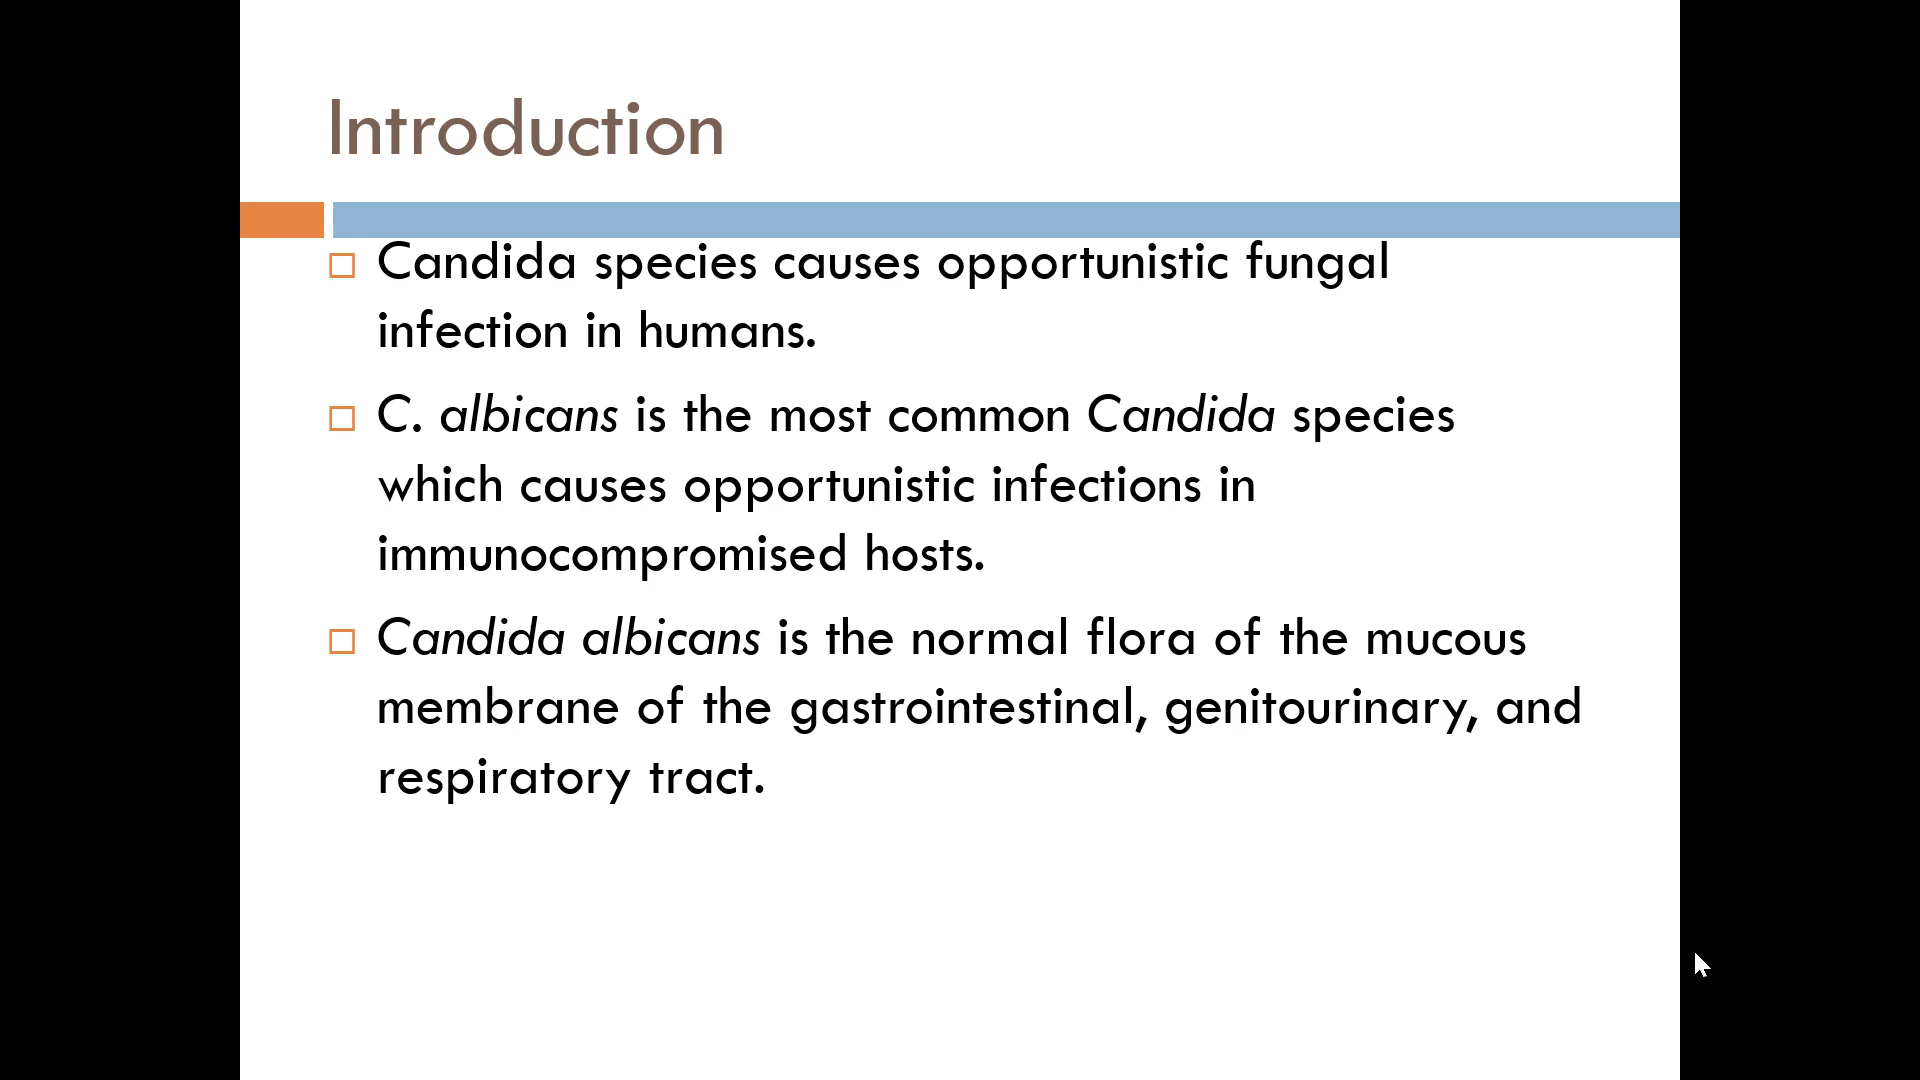 Introduction
Candida species causes opportunistic fungal
infection in humans.
C. albicans is the most common Candida species
which causes opportunistic infections in
immunocompromised hosts.
Candida albicans is the normal flora of the mucous
membrane of the gastrointestinal, genitourinary, and
respiratory tract.